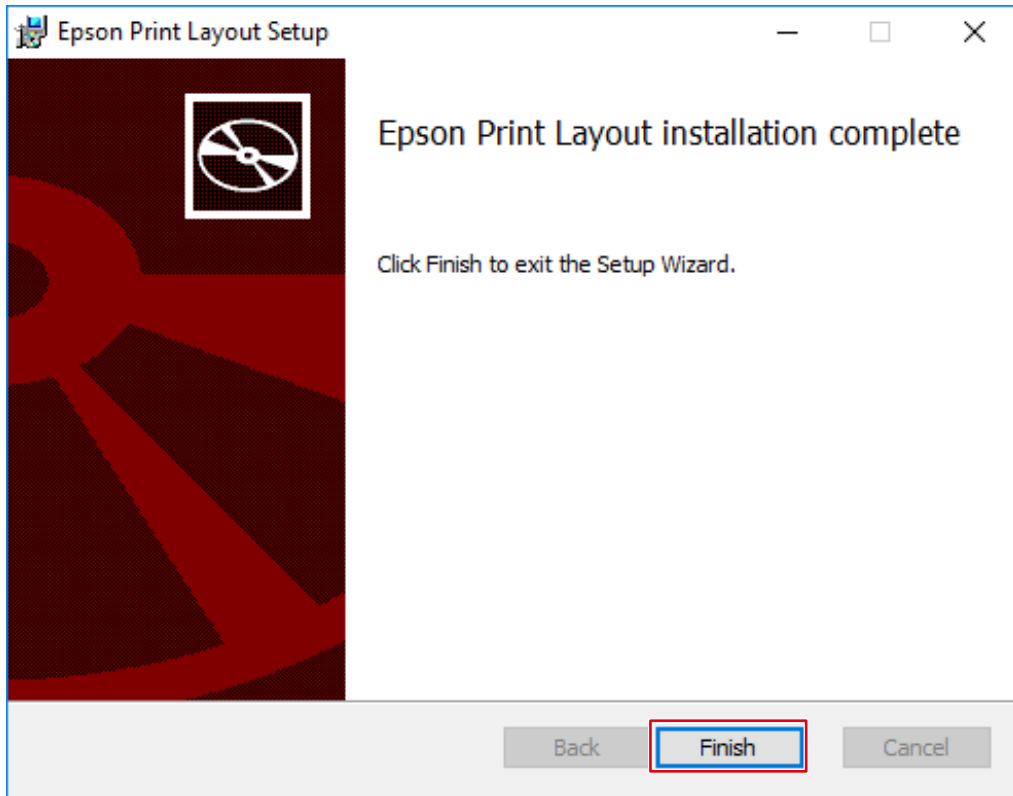 Epson Print Layout Setup
Epson Print Layout installation complete
Click Finish to exit the Setup Wizard.
Back
Finish
Cancel